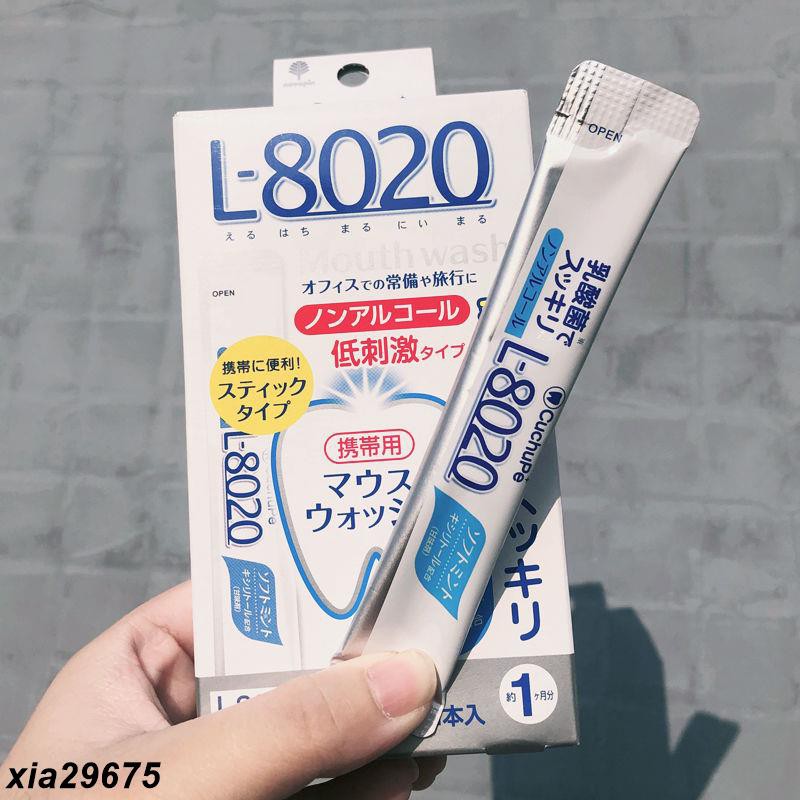 L-8020
える はち まる にい まる
Mouth wash
オフィスでの常備や旅行に
ノンアルコール
低刺激タイプ
OPEN
携帯に便利!
スティック
タイプ
携帯用
マウス
ウォッシ
L-8020
Cuchupe
ソフトミント
キシリトール配合
(甘味剤)
ッキリ
本入
約1ヶ月分
OPEN
乳酸菌で
スッキリ
ノンアルコール
L-8020
Cuchupe
ソフトミント
キシリトール配合
(甘味剤)
xia29675